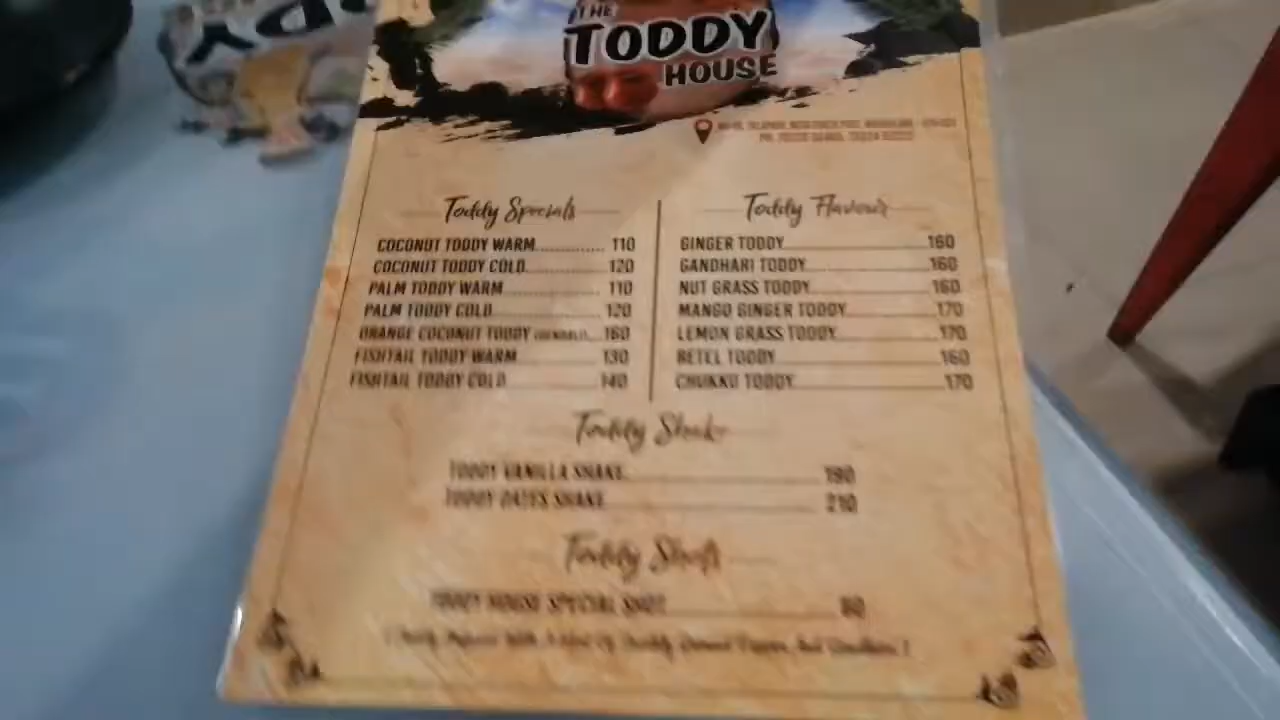 THE
TODDY
HOUSE
Toddy Specials
COCONUT TODDY WARM 110
COCONUT TODDY COLD 120
PALM TODDY WARM 110
PALM TODDY COLD 120
ORANGE COCONUT TODDY 160
FISHTAIL TODDY WARM 130
FISHTAIL TODDY COLD 140
Toddy Flavour
GINGER TODDY 160
GANDHARI TODDY 160
NUT GRASS TODDY 160
MANGO GINGER TODDY 170
LEMON GRASS TODDY 170
BETEL TODDY 160
CHUKKU TODDY 170
Toddy Shake
TODDY VANILLA SHAKE 190
TODDY DATES SHAKE 210
Toddy Shots
TODDY HOUSE SPECIAL SHOT